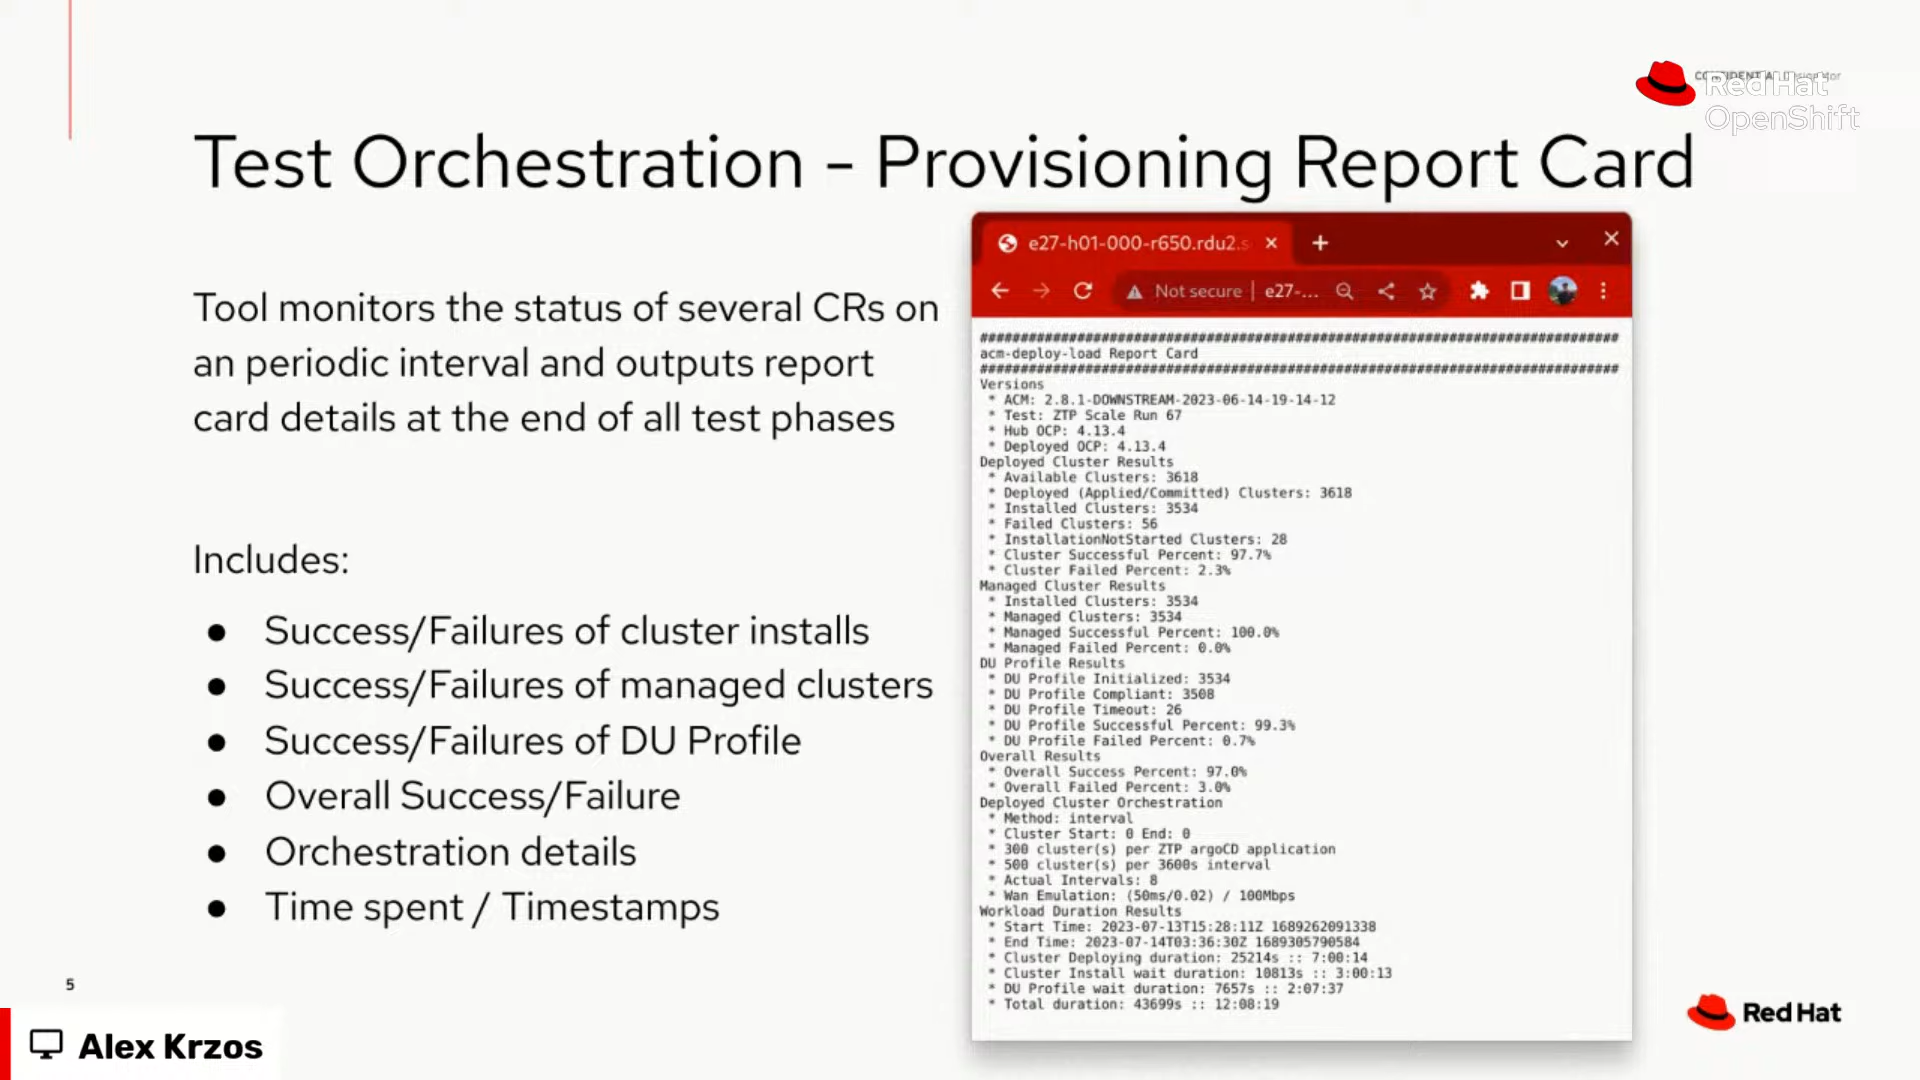 Red Hat
OpenShift
Test Orchestration - Provisioning Report Card
Tool monitors the status of several CRs on
an periodic interval and outputs report
card details at the end of all test phases
Includes:
● Success/Failures of cluster installs
● Success/Failures of managed clusters
● Success/Failures of DU Profile
● Overall Success/Failure
● Orchestration details
● Time spent / Timestamps
e27-h01-000-r650.rdu2.s
Not secure | e27-...
###############################################################################
acm-deploy-load Report Card
###############################################################################
Versions
* ACM: 2.8.1-DOWNSTREAM-2023-06-14-19-14-12
* Test: ZTP Scale Run 67
* Hub OCP: 4.13.4
* Deployed OCP: 4.13.4
Deployed Cluster Results
* Available Clusters: 3618
* Deployed (Applied/Committed) Clusters: 3618
* Installed Clusters: 3534
* Failed Clusters: 56
* InstallationNotStarted Clusters: 28
* Cluster Successful Percent: 97.7%
* Cluster Failed Percent: 2.3%
Managed Cluster Results
* Installed Clusters: 3534
* Managed Clusters: 3534
* Managed Successful Percent: 100.0%
* Managed Failed Percent: 0.0%
DU Profile Results
* DU Profile Initialized: 3534
* DU Profile Compliant: 3508
* DU Profile Timeout: 26
* DU Profile Successful Percent: 99.3%
* DU Profile Failed Percent: 0.7%
Overall Results
* Overall Success Percent: 97.0%
* Overall Failed Percent: 3.0%
Deployed Cluster Orchestration
* Method: interval
* Cluster Start: 0 End: 0
* 300 cluster(s) per ZTP argoCD application
* 500 cluster(s) per 3600s interval
* Actual Intervals: 8
* Wan Emulation: (50ms/0.02) / 100Mbps
Workload Duration Results
* Start Time: 2023-07-13T15:28:11Z 1689262091338
* End Time: 2023-07-14T03:36:30Z 1689305790584
* Cluster Deploying duration: 25214s :: 7:00:14
* Cluster Install wait duration: 10813s :: 3:00:13
* DU Profile wait duration: 7657s :: 2:07:37
* Total duration: 43699s :: 12:08:19
5
Alex Krzos
Red Hat